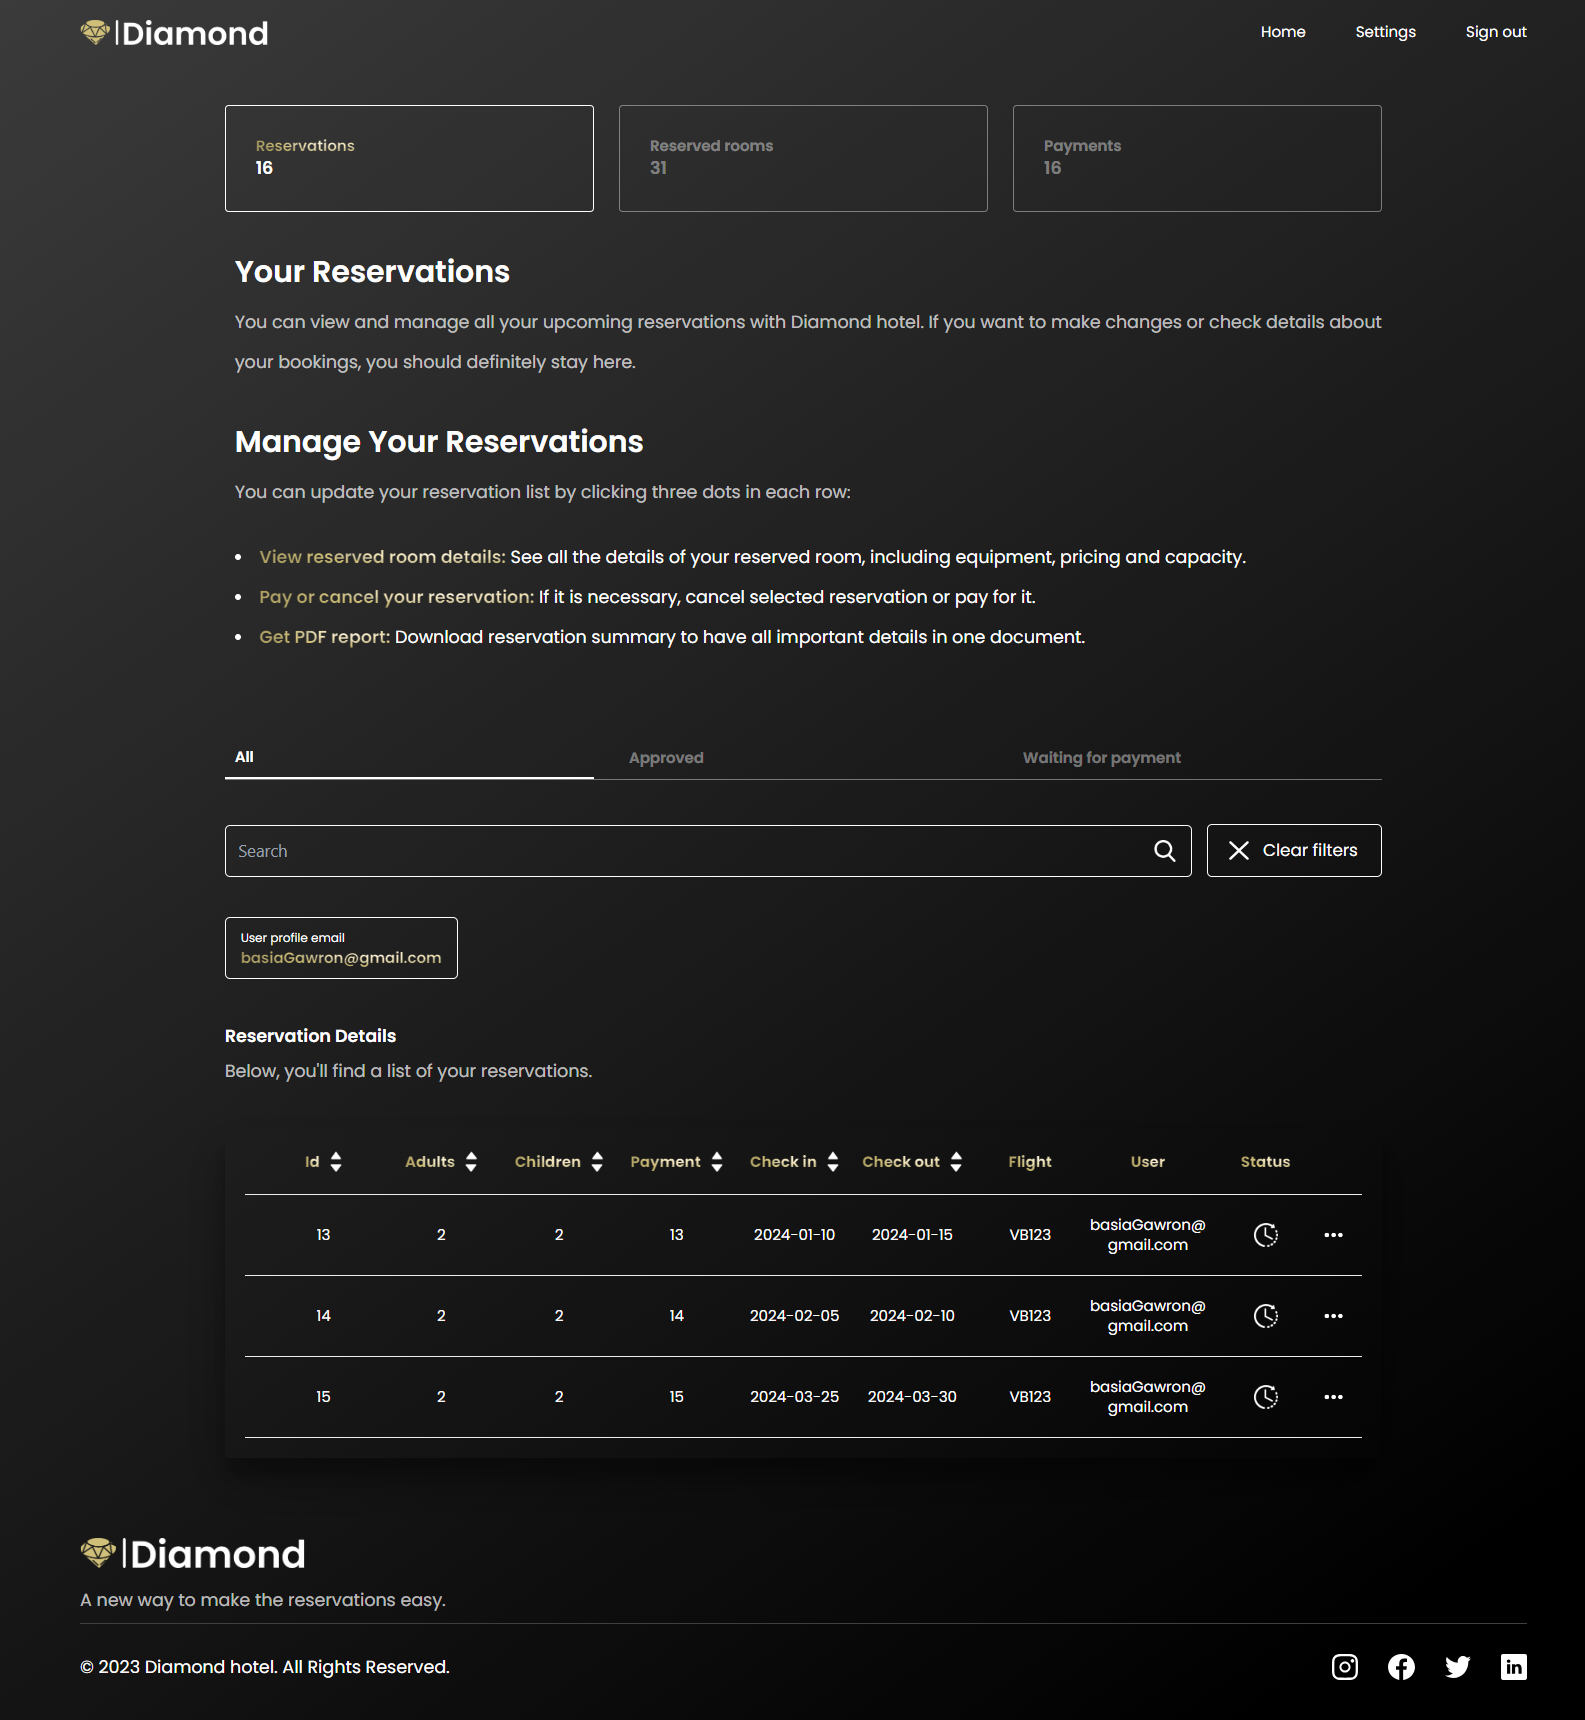 Diamond
Home
Settings
Sign out
Reservations
16
Reserved rooms
31
Payments
16
Your Reservations
You can view and manage all your upcoming reservations with Diamond hotel. If you want to make changes or check details about
your bookings, you should definitely stay here.
Manage Your Reservations
You can update your reservation list by clicking three dots in each row:
• View reserved room details: See all the details of your reserved room, including equipment, pricing and capacity.
• Pay or cancel your reservation: If it is necessary, cancel selected reservation or pay for it.
• Get PDF report: Download reservation summary to have all important details in one document.
All
Approved
Waiting for payment
Search
Clear filters
User profile email
basiaGawron@gmail.com
Reservation Details
Below, you'll find a list of your reservations.
Id Adults Children Payment Check in Check out Flight User Status
13 2 2 13 2024-01-10 2024-01-15 VB123 basiaGawron@
gmail.com
14 2 2 14 2024-02-05 2024-02-10 VB123 basiaGawron@
gmail.com
15 2 2 15 2024-03-25 2024-03-30 VB123 basiaGawron@
gmail.com
Diamond
A new way to make the reservations easy.
© 2023 Diamond hotel. All Rights Reserved.
in